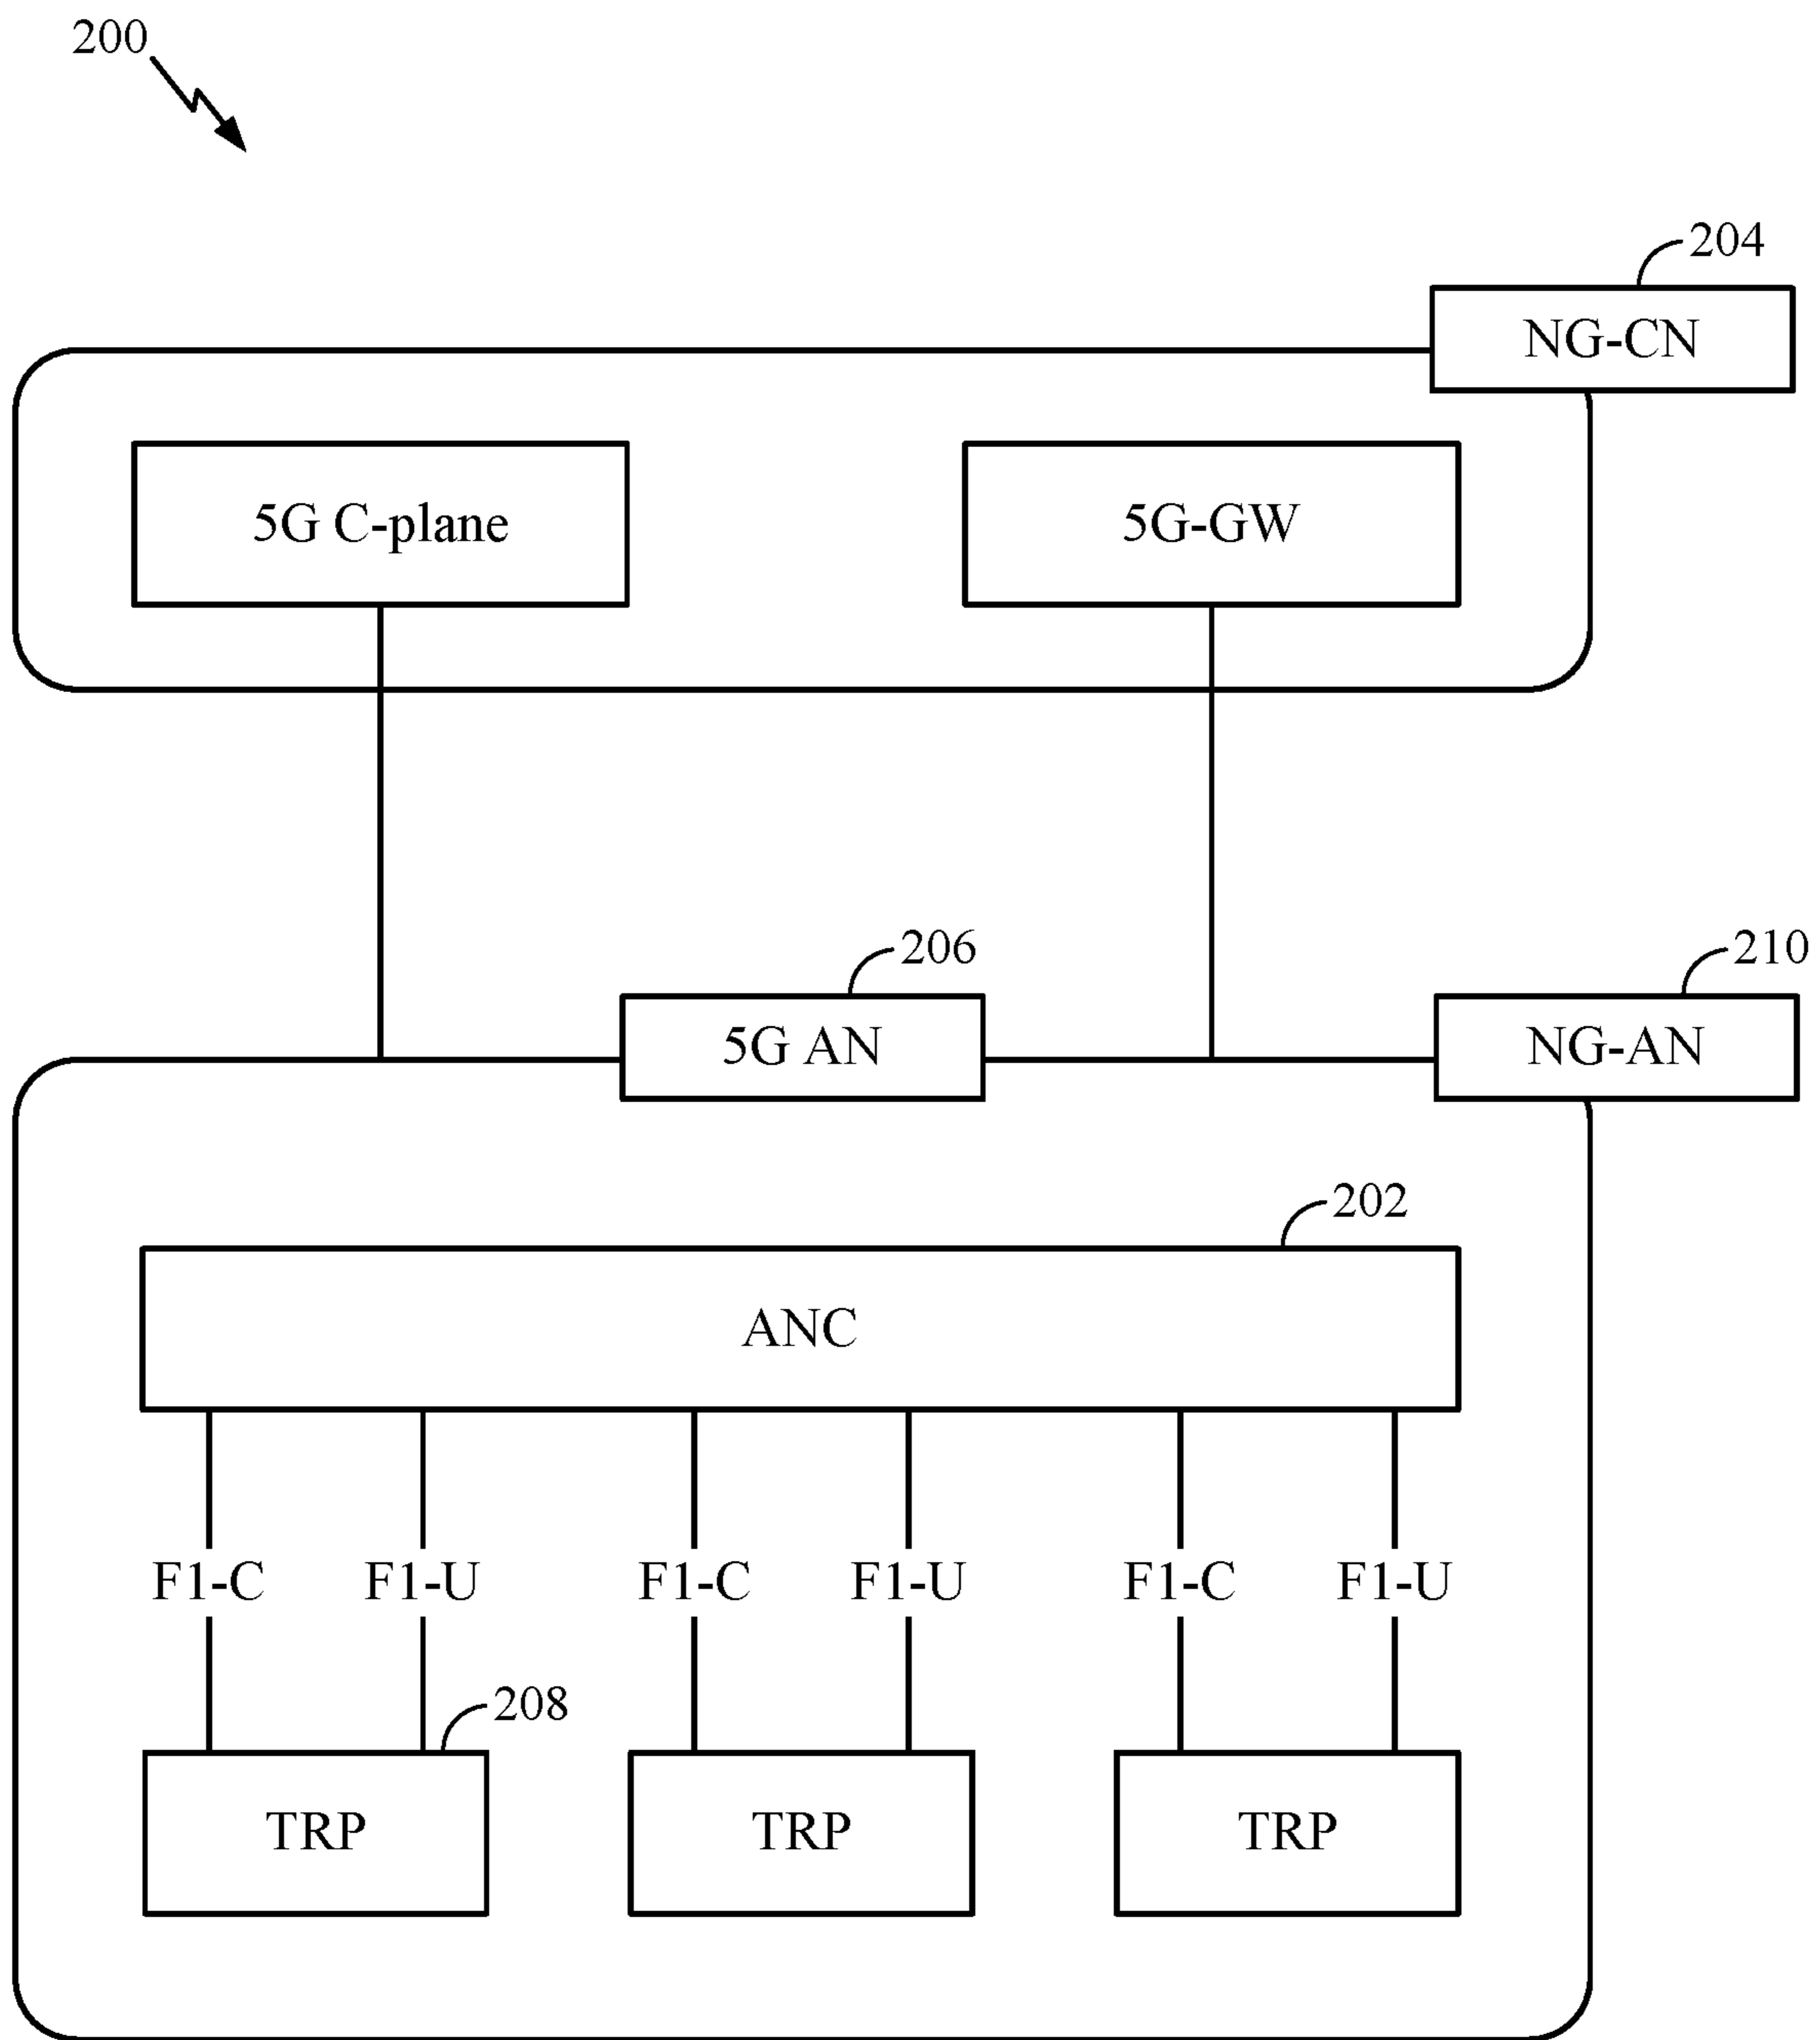 200
204
NG-CN
5G C-plane
5G-GW
206
210
5G AN
NG-AN
202
ANC
F1-C
F1-U
F1-C
F1-U
F1-C
F1-U
208
TRP
TRP
TRP